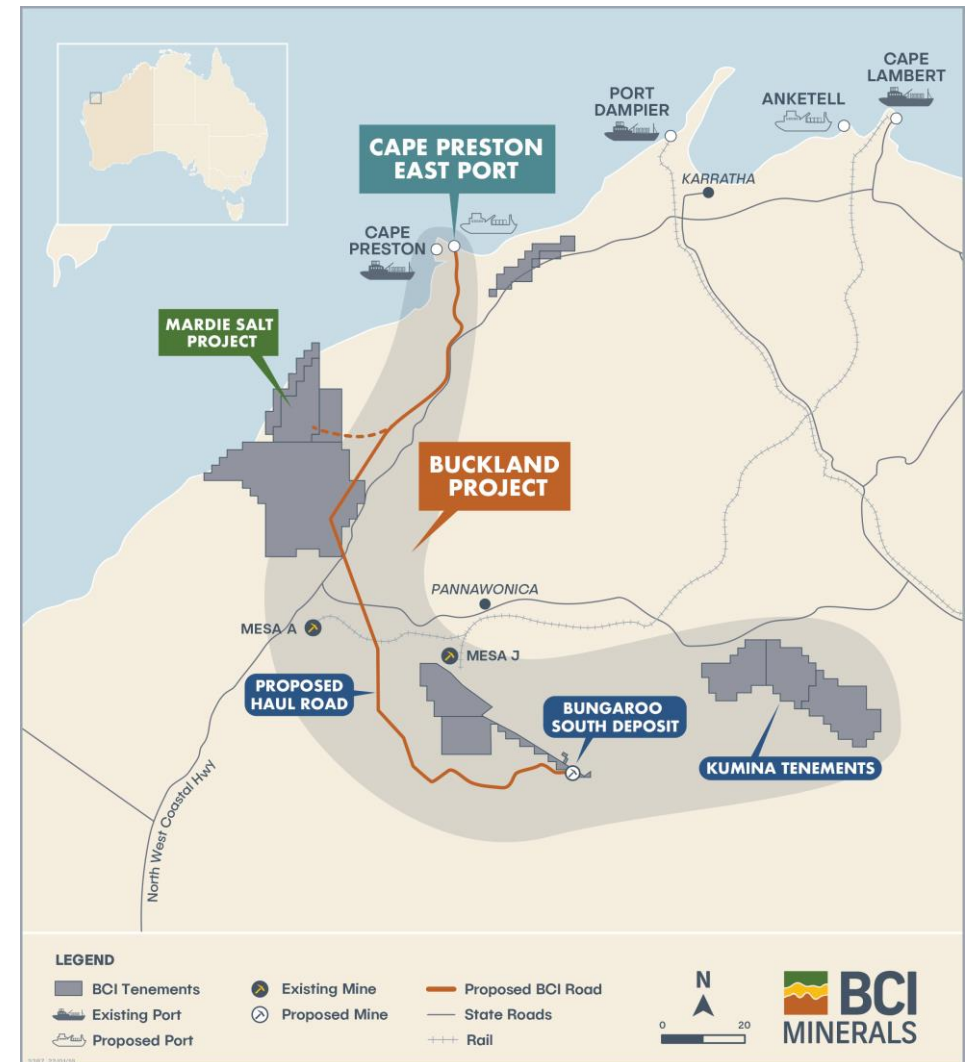 CAPE
LAMBERT
PORT
DAMPIER
ANKETELL
CAPE PRESTON
EAST PORT
KARRATHA
CAPE
PRESTON
MARDIE SALT
PROJECT
BUCKLAND
PROJECT
PANNAWONICA
MESA A
MESA J
PROPOSED
HAUL ROAD
BUNGAROO
SOUTH DEPOSIT
KUMINA TENEMENTS
North West Coastal Hwy
LEGEND
BCI Tenements
Existing Port
Proposed Port
Existing Mine
Proposed Mine
Proposed BCI Road
State Roads
Rail
N
0 20
BCI
MINERALS